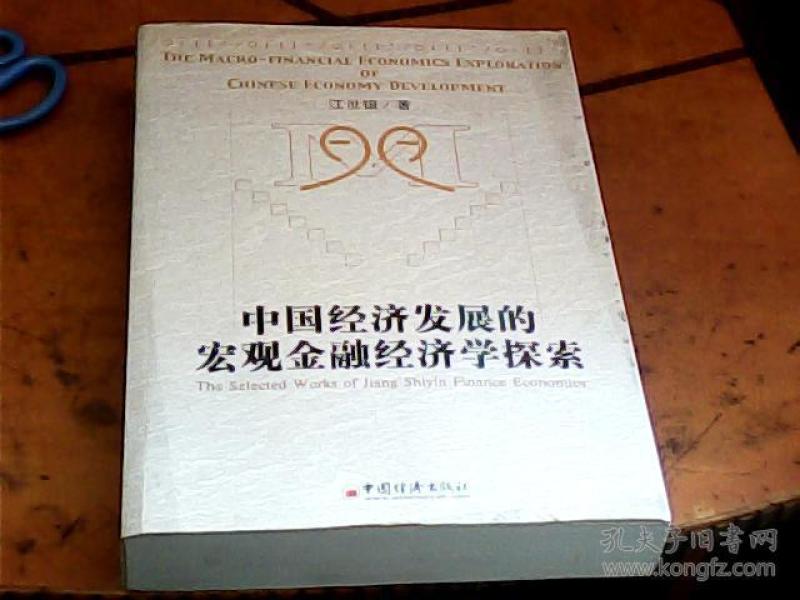 THE MACRO-FINANCIAL ECONOMICS EXPLORATION
OF
CHINESE ECONOMY DEVELOPMENT
江世银/著
中国经济发展的
宏观金融经济学探索
The Selected Works of Jiang Shiyin Finance Economics
中国经济出版社
孔夫子旧书网
www.kongfz.com